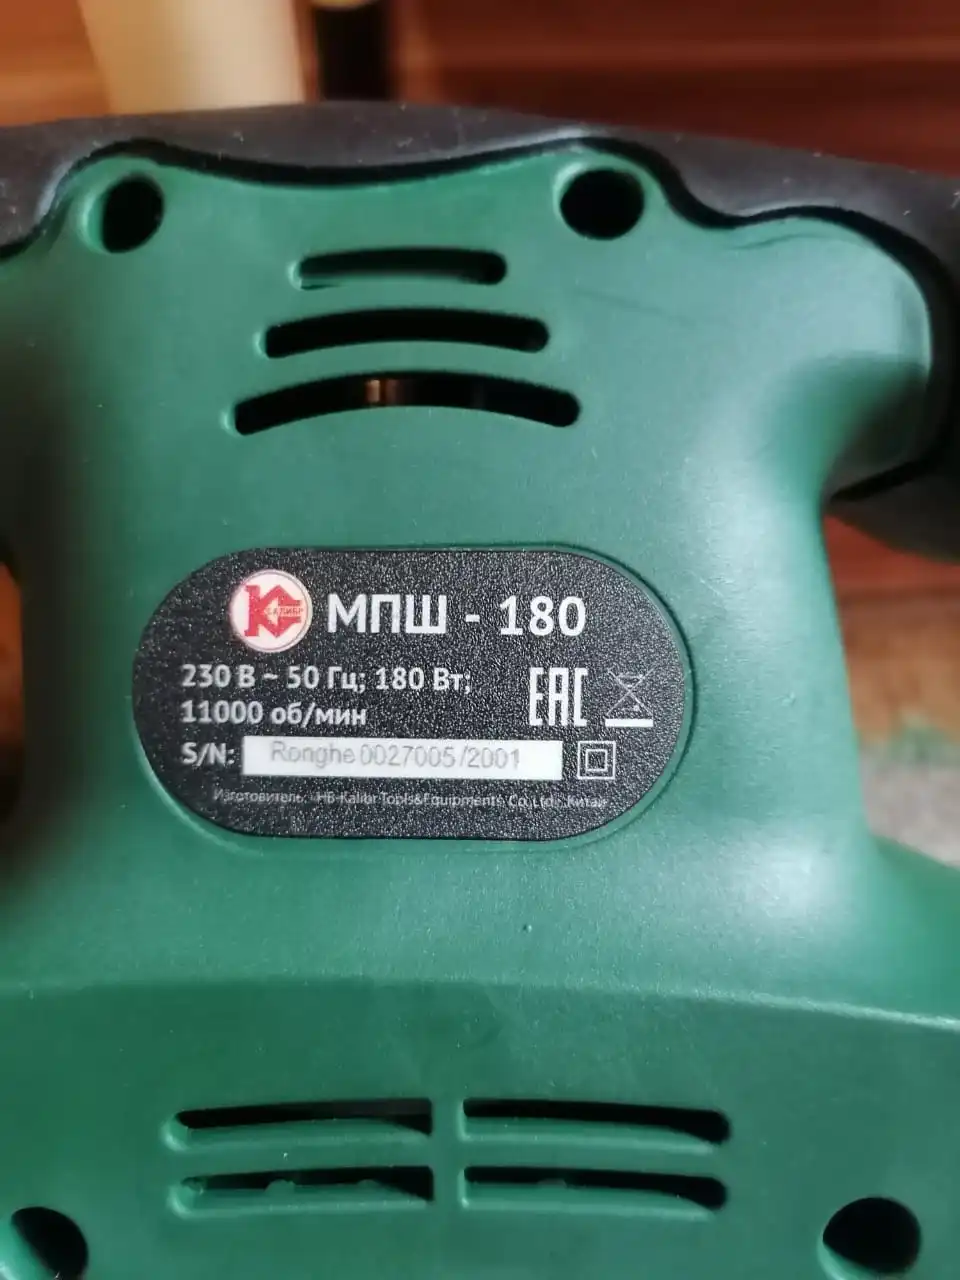 КАЛИБР
МПШ - 180
230 В ~ 50 Гц; 180 Вт;
11000 об/мин
EAC
S/N: Ronghe 0027005/2001
Изготовитель: HB-Kalibr Tools&Equipments Co. Ltd., Китай